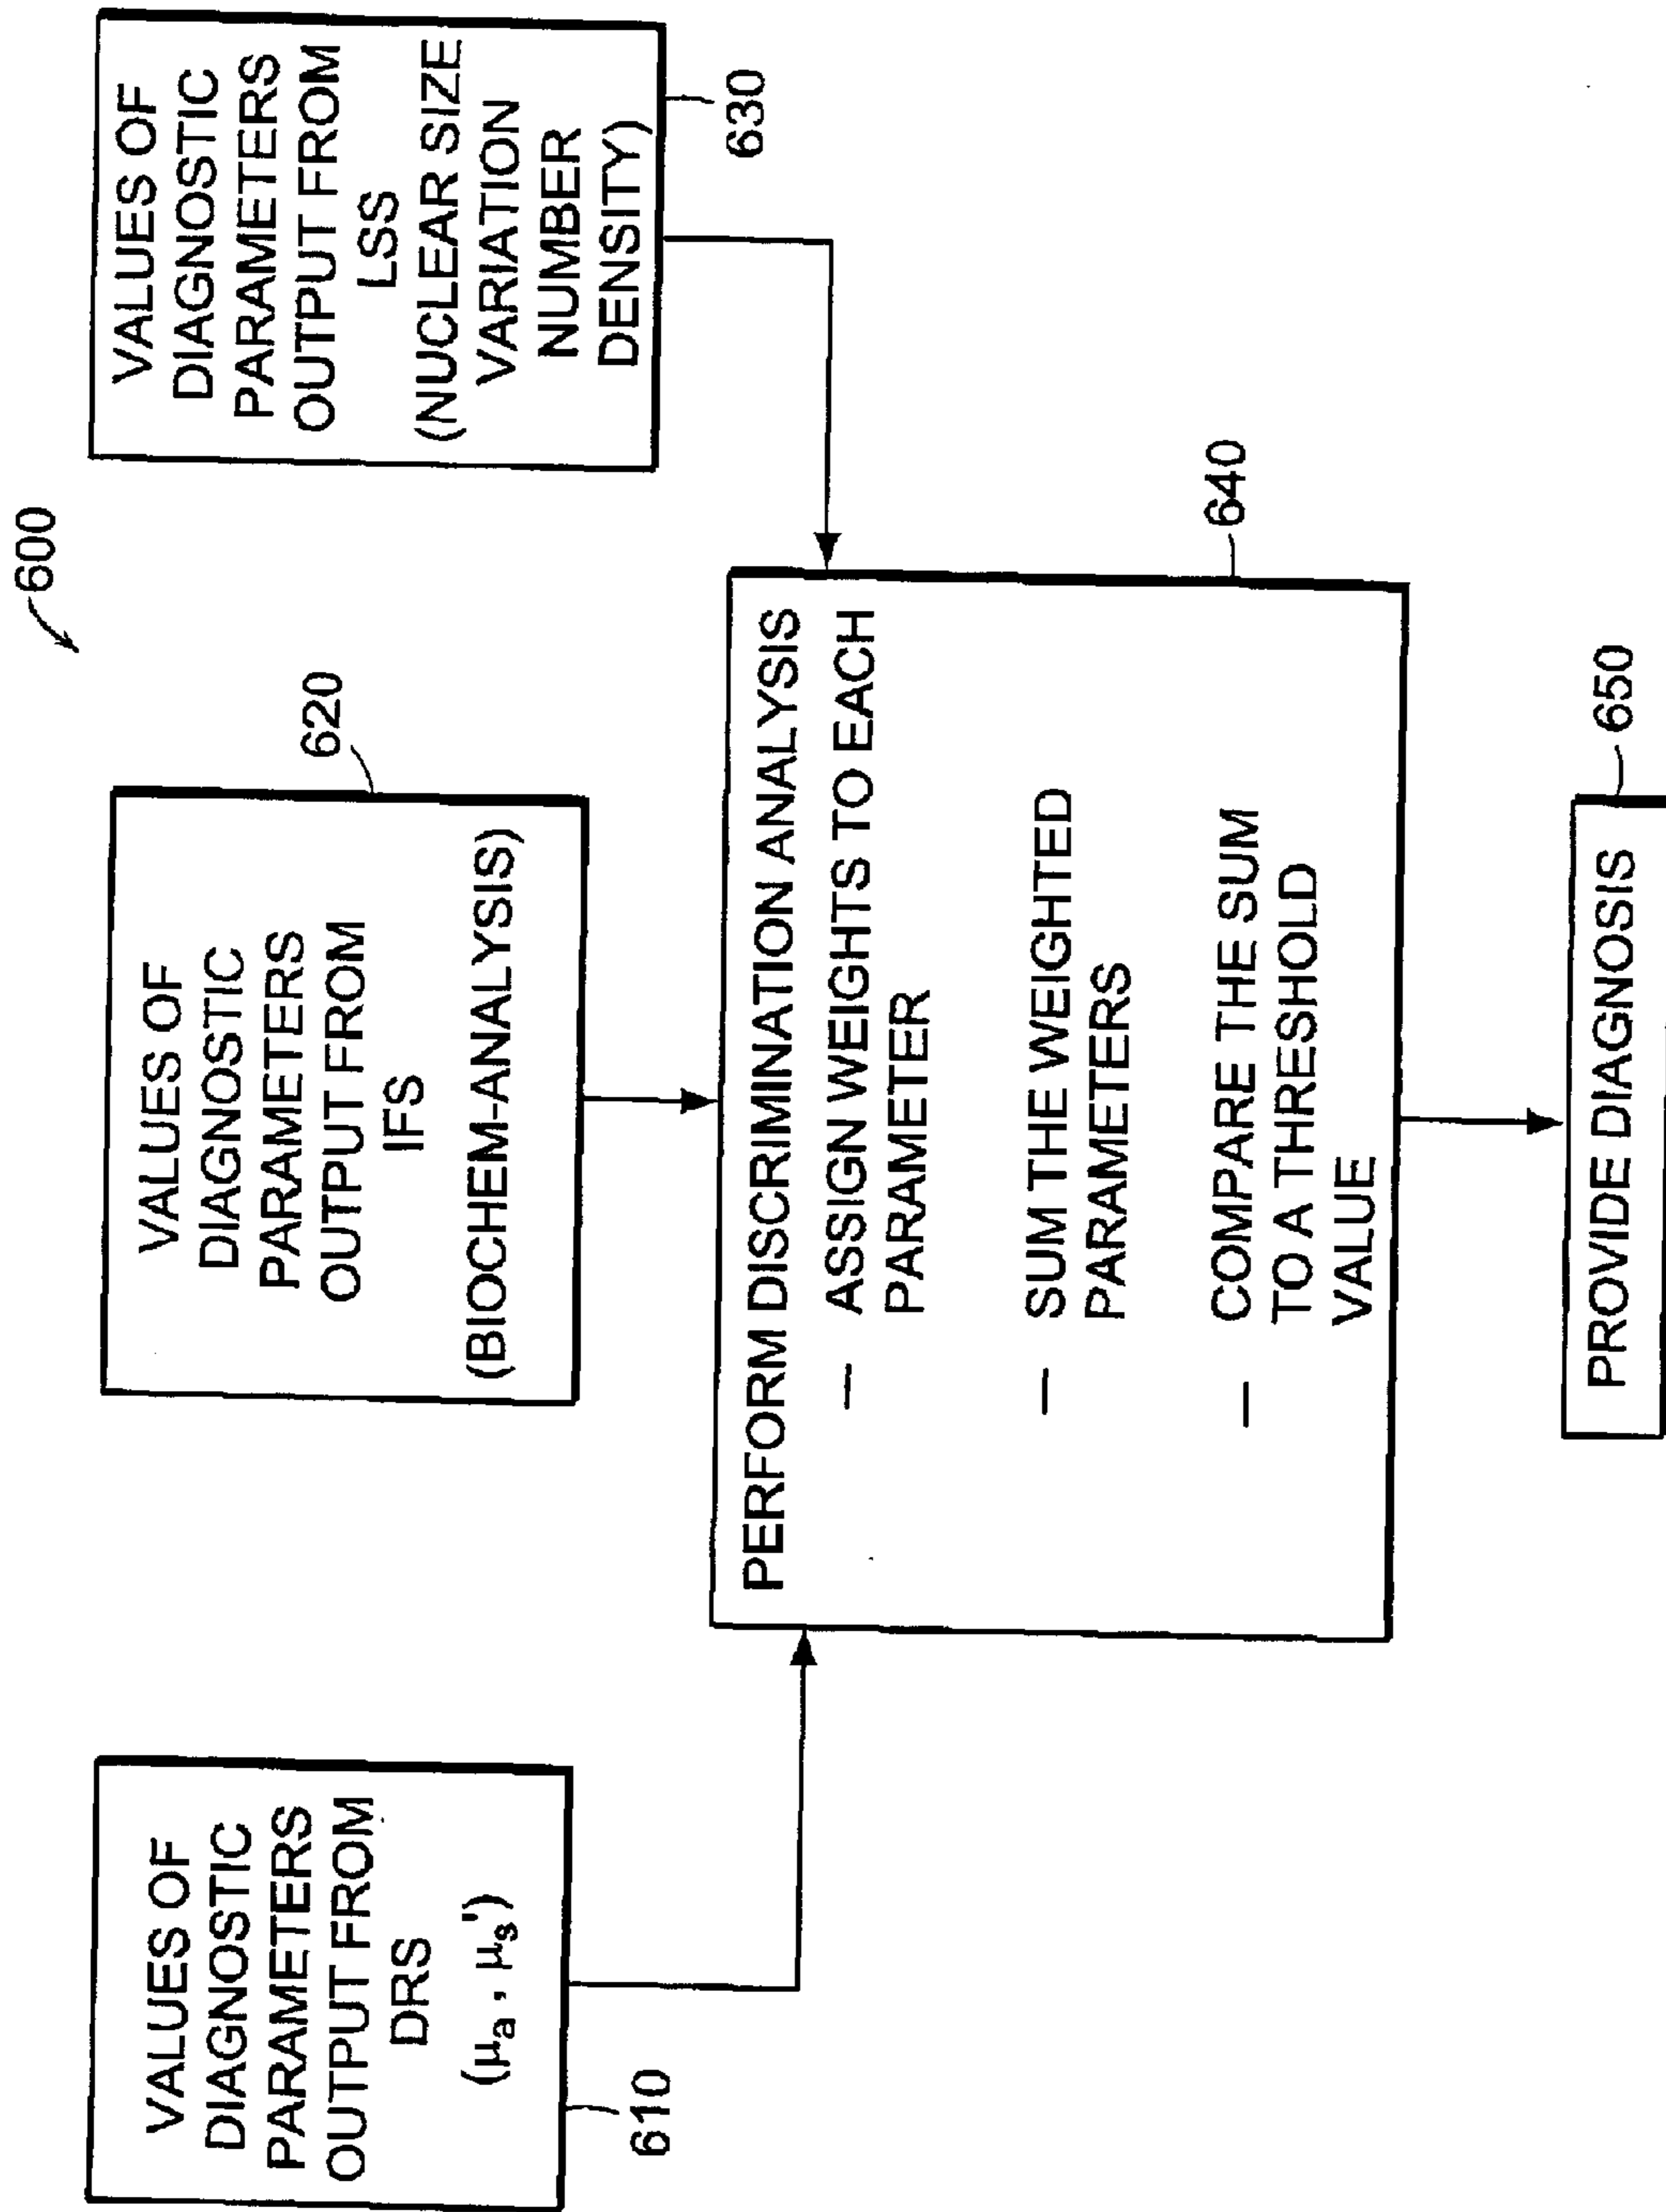 600
VALUES OF
DIAGNOSTIC
PARAMETERS
OUTPUT FROM
DRS
(μa , μs')
610
VALUES OF
DIAGNOSTIC
PARAMETERS
OUTPUT FROM
IFS
(BIOCHEM-ANALYSIS)
620
VALUES OF
DIAGNOSTIC
PARAMETERS
OUTPUT FROM
LSS
(NUCLEAR SIZE
VARIATION
NUMBER
DENSITY)
630
PERFORM DISCRIMINATION ANALYSIS
— ASSIGN WEIGHTS TO EACH
PARAMETER
— SUM THE WEIGHTED
PARAMETERS
— COMPARE THE SUM
TO A THRESHOLD
VALUE
640
PROVIDE DIAGNOSIS
650